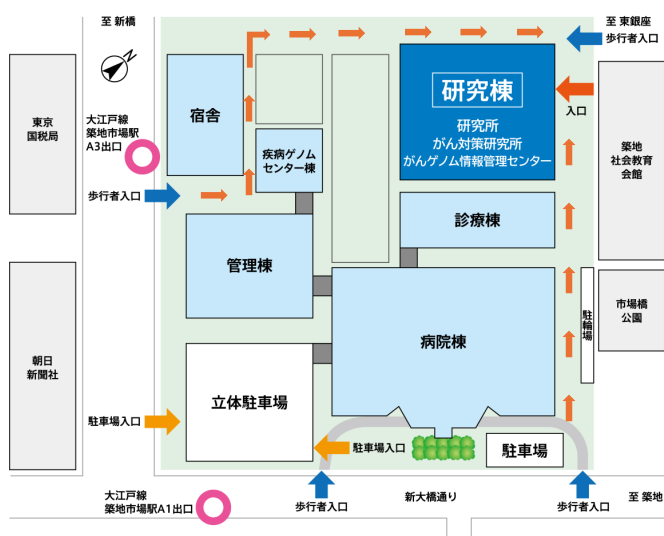 至 新橋
至 東銀座
歩行者入口
N
東京
国税局
大江戸線
築地市場駅
A3出口
宿舎
疾病ゲノム
センター棟
研究棟
研究所
がん対策研究所
がんゲノム情報管理センター
入口
築地
社会教育
会館
歩行者入口
診療棟
管理棟
病院棟
駐輪場
市場橋
公園
朝日
新聞社
立体駐車場
駐車場入口
駐車場入口
駐車場
大江戸線
築地市場駅A1出口
歩行者入口
新大橋通り
歩行者入口
至 築地